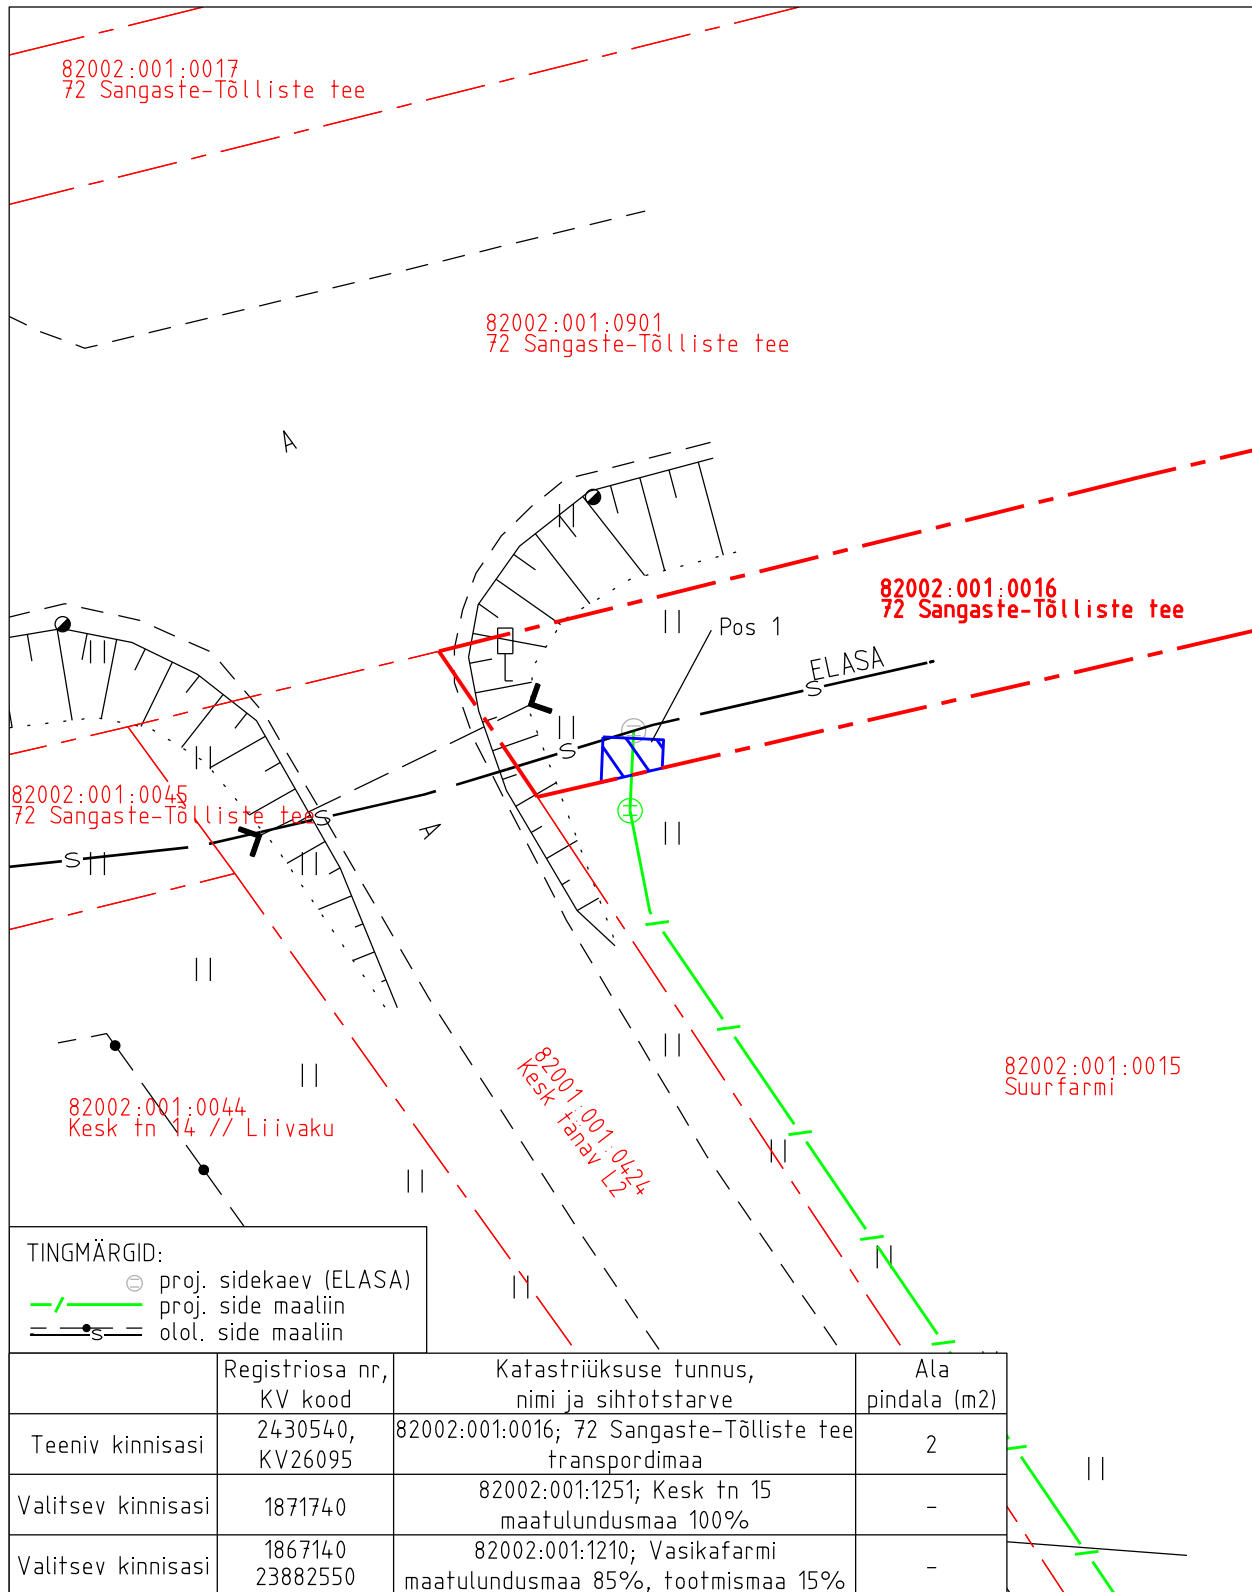 82002:001:0017
72 Sangaste-Tõlliste tee
82002:001:0901
72 Sangaste-Tõlliste tee
A
82002:001:0016
72 Sangaste-Tõlliste tee
Pos 1
ELASA
S
S
82002:001:0045
72 Sangaste-Tõlliste tee
S
A
S
82002:001:0015
Suurfarmi
82001:001:0424
Kesk tänav L2
82002:001:0044
Kesk tn 14 // Liivaku
TINGMÄRGID:
proj. sidekaev (ELASA)
proj. side maaliin
S
olol. side maaliin
Registriosa nr,
KV kood
Katastriüksuse tunnus,
nimi ja sihtotstarve
Ala
pindala (m2)
Teeniv kinnisasi
2430540,
KV26095
82002:001:0016; 72 Sangaste-Tõlliste tee
transpordimaa
2
Valitsev kinnisasi
1871740
82002:001:1251; Kesk tn 15
maatulundusmaa 100%
-
Valitsev kinnisasi
1867140
23882550
82002:001:1210; Vasikafarmi
maatulundusmaa 85%, tootmismaa 15%
-